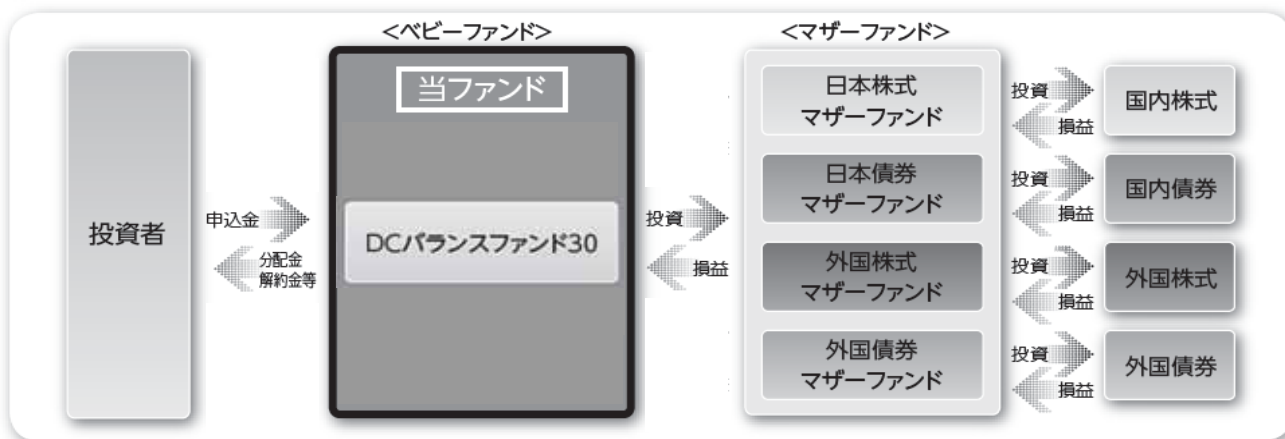 <ベビーファンド>
<マザーファンド>
投資者
申込金
分配金
解約金等
当ファンド
DCバランスファンド30
投資
損益
日本株式
マザーファンド
投資
損益
国内株式
日本債券
マザーファンド
投資
損益
国内債券
外国株式
マザーファンド
投資
損益
外国株式
外国債券
マザーファンド
投資
損益
外国債券